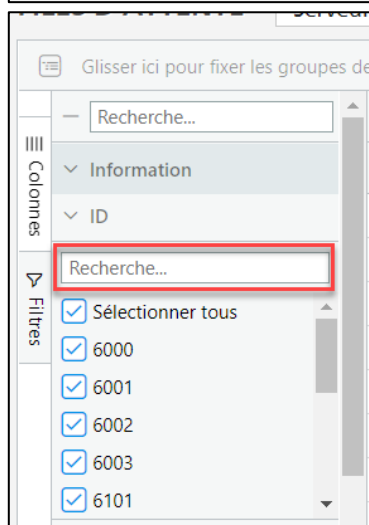 Glisser ici pour fixer les groupes de
Recherche...
Information
ID
Recherche...
Sélectionner tous
6000
6001
6002
6003
6101
Colonnes
Filtres